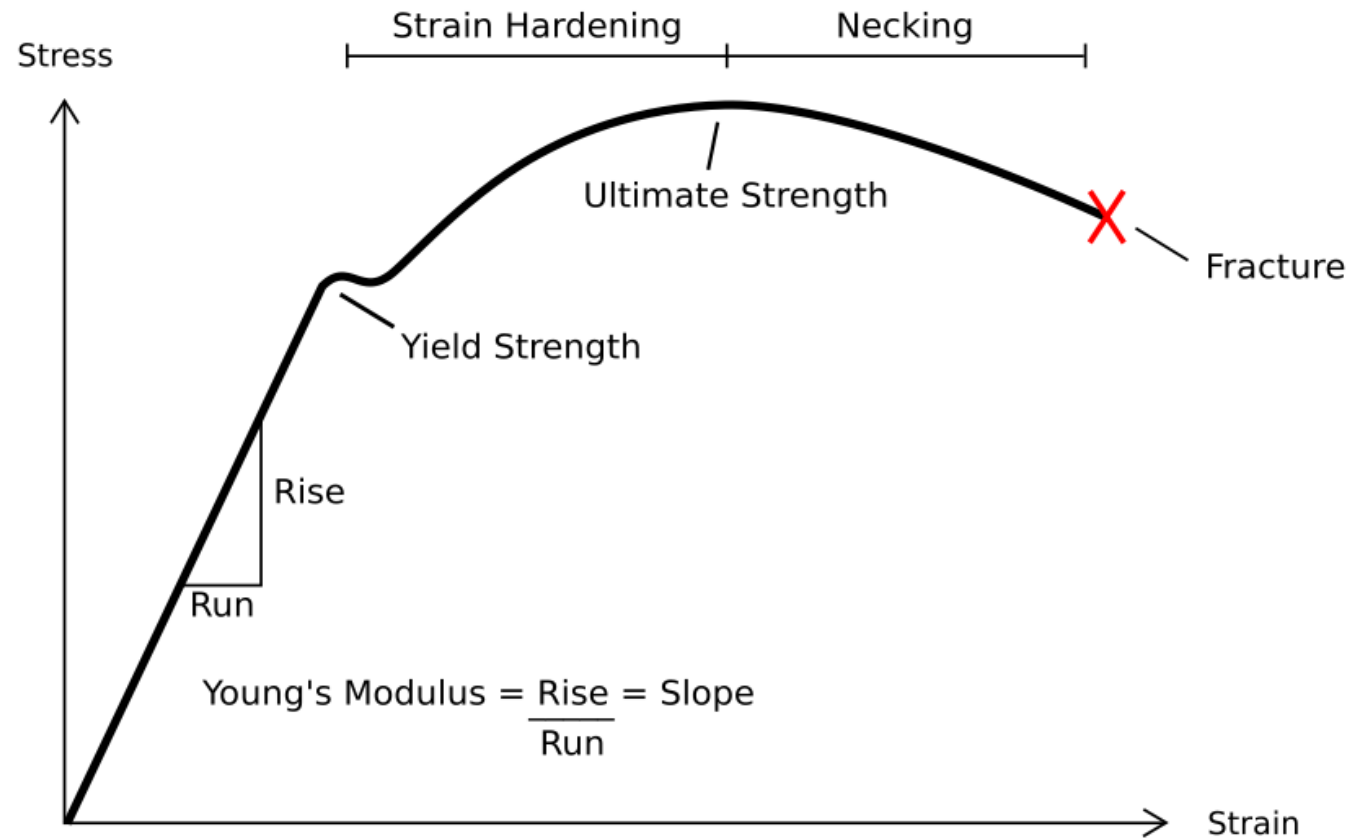 Strain Hardening
Necking
Stress
Ultimate Strength
Fracture
Yield Strength
Rise
Run
Young's Modulus = Rise = Slope
Run
Strain